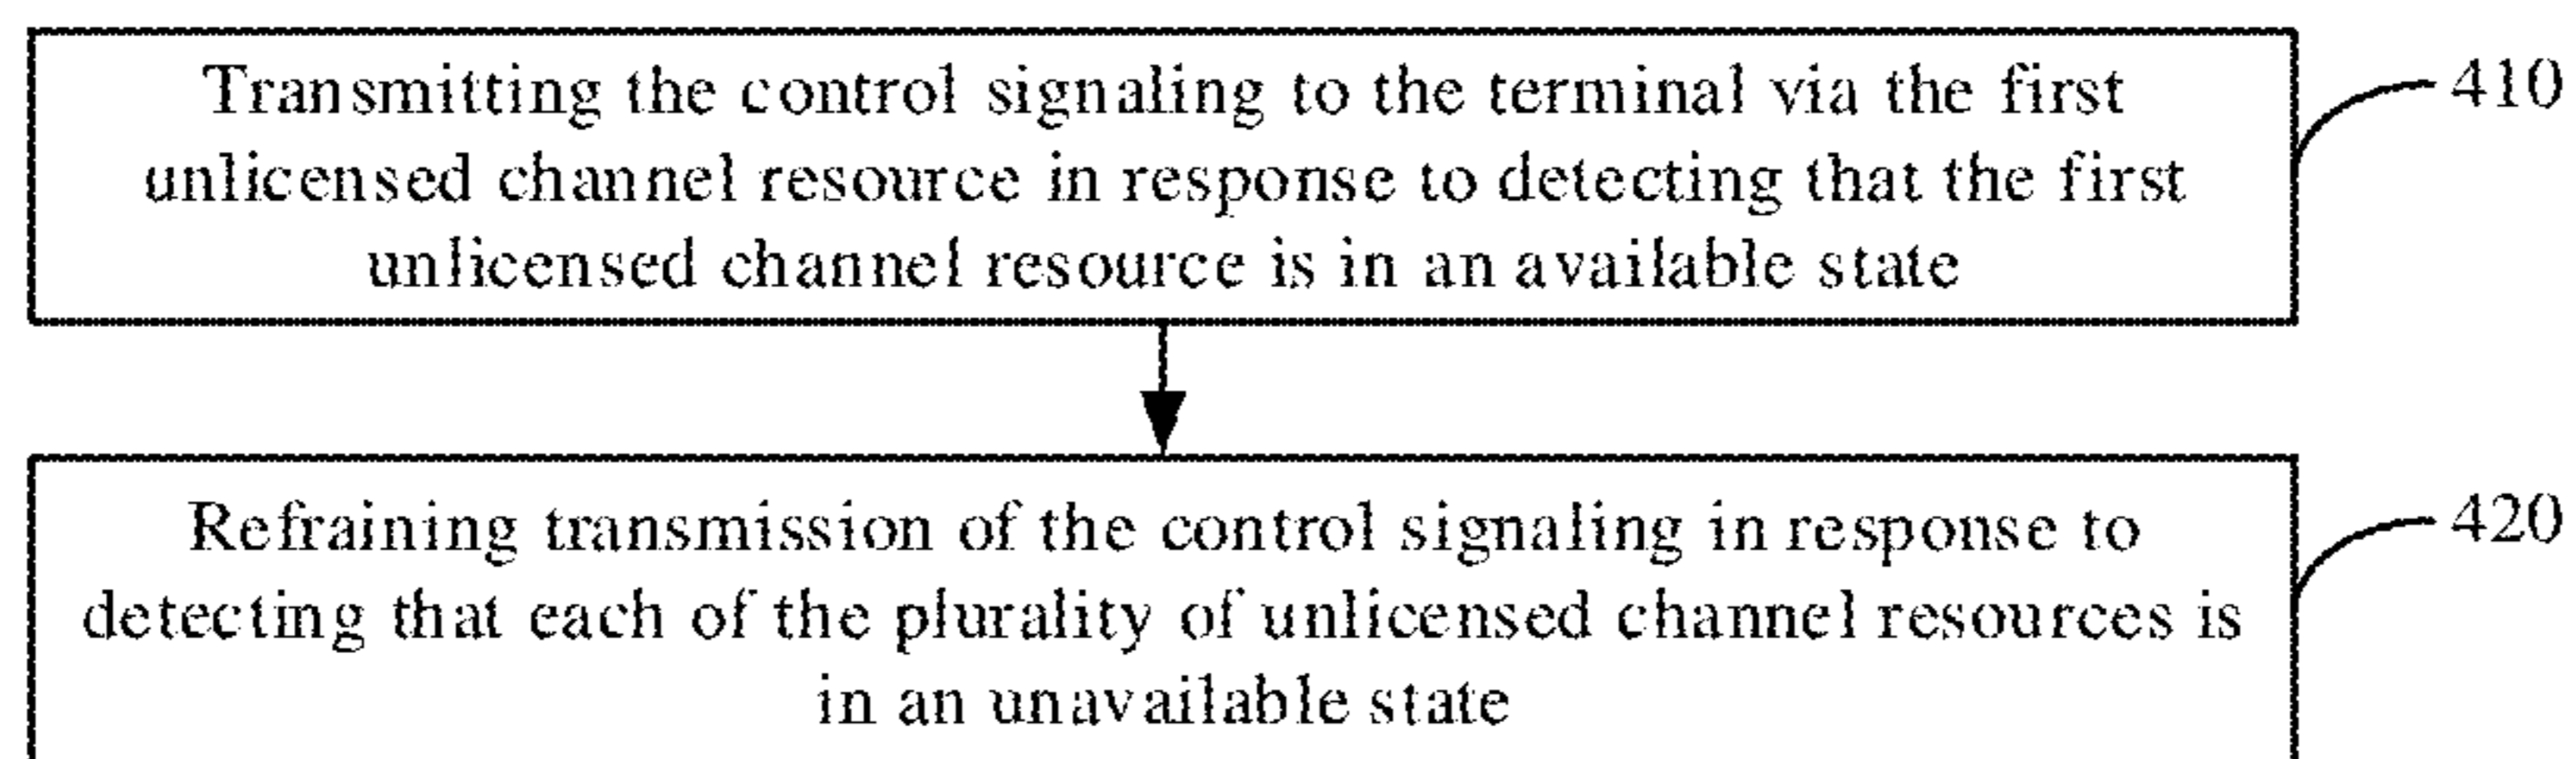 Transmitting the control signaling to the terminal via the first
unlicensed channel resource in response to detecting that the first
unlicensed channel resource is in an available state
410
Refraining transmission of the control signaling in response to
detecting that each of the plurality of unlicensed channel resources is
in an unavailable state
420